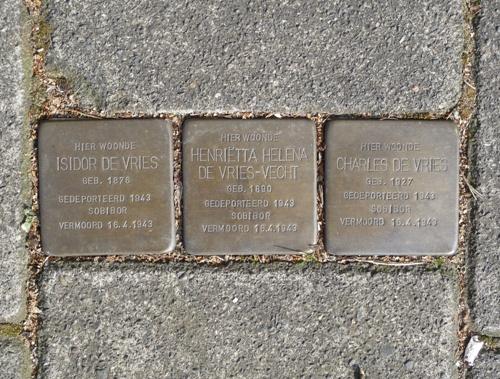 HIER WOONDE
ISIDOR DE VRIES
GEB. 1878
GEDEPORTEERD 1943
SOBIBOR
VERMOORD 16.4.1943
HIER WOONDE
HENRIËTTA HELENA
DE VRIES-VECHT
GEB. 1890
GEDEPORTEERD 1943
SOBIBOR
VERMOORD 16.4.1943
HIER WOONDE
CHARLES DE VRIES
GEB. 1927
GEDEPORTEERD 1943
SOBIBOR
VERMOORD 16.4.1943